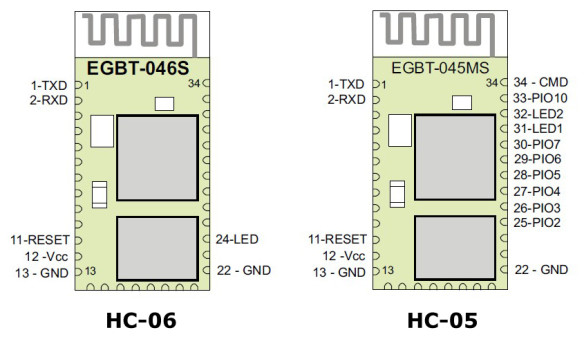 EGBT-046S
1-TXD
1
34
2-RXD
11-RESET
12 -Vcc
13 - GND
13
24-LED
22 - GND
HC-06
EGBT-045MS
1-TXD
1
34
2-RXD
11-RESET
12 -Vcc
13 - GND
13
34 - CMD
33-PIO10
32-LED2
31-LED1
30-PIO7
29-PIO6
28-PIO5
27-PIO4
26-PIO3
25-PIO2
22 - GND
HC-05